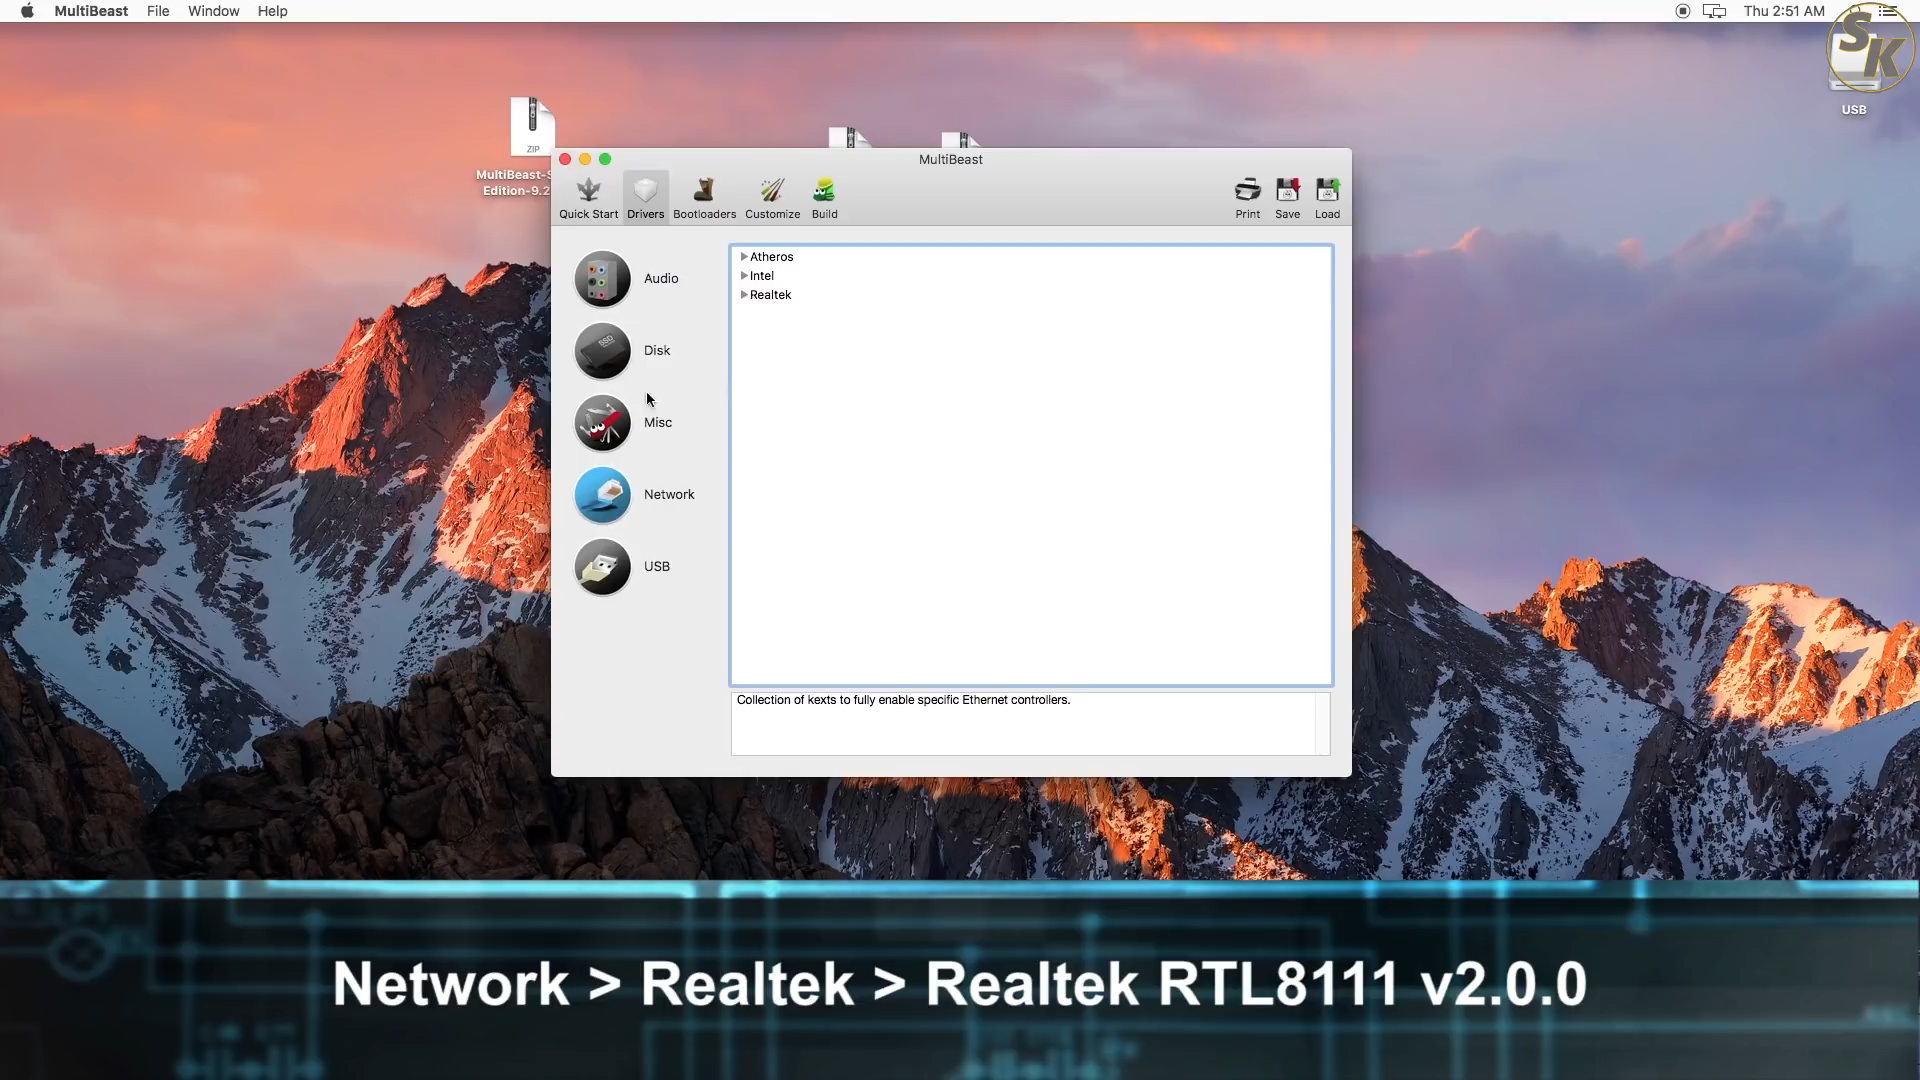 MultiBeast File Window Help
Thu 2:51 AM
SK
USB
ZIP
MultiBeast-S
Edition-9.2
MultiBeast
Quick Start Drivers Bootloaders Customize Build
Print Save Load
Audio
SSD
Disk
Misc
Network
USB
Atheros
Intel
Realtek
Collection of kexts to fully enable specific Ethernet controllers.
Network > Realtek > Realtek RTL8111 v2.0.0